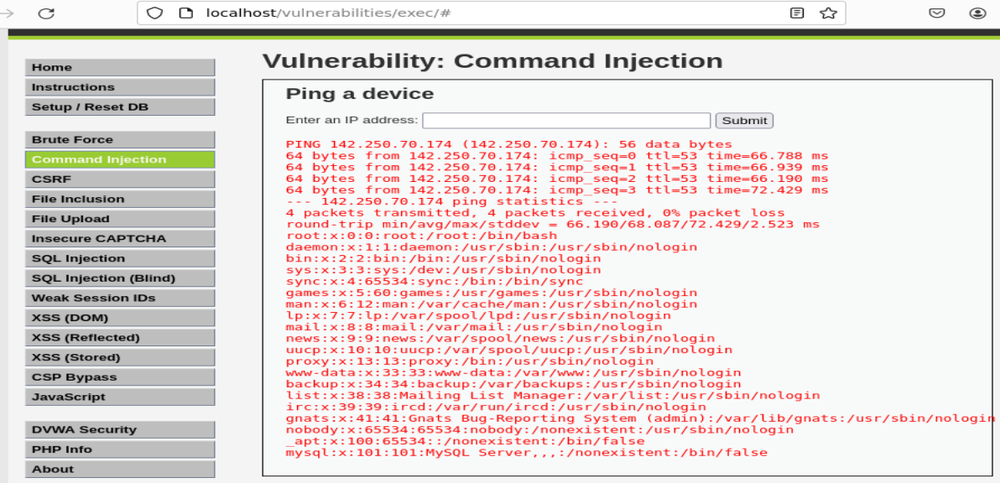 localhost/vulnerabilities/exec/#
Home
Instructions
Setup / Reset DB
Brute Force
Command Injection
CSRF
File Inclusion
File Upload
Insecure CAPTCHA
SQL Injection
SQL Injection (Blind)
Weak Session IDs
XSS (DOM)
XSS (Reflected)
XSS (Stored)
CSP Bypass
JavaScript
DVWA Security
PHP Info
About
Vulnerability: Command Injection
Ping a device
Enter an IP address: Submit
PING 142.250.70.174 (142.250.70.174): 56 data bytes
64 bytes from 142.250.70.174: icmp_seq=0 ttl=53 time=66.788 ms
64 bytes from 142.250.70.174: icmp_seq=1 ttl=53 time=66.939 ms
64 bytes from 142.250.70.174: icmp_seq=2 ttl=53 time=66.190 ms
64 bytes from 142.250.70.174: icmp_seq=3 ttl=53 time=72.429 ms
--- 142.250.70.174 ping statistics ---
4 packets transmitted, 4 packets received, 0% packet loss
round-trip min/avg/max/stddev = 66.190/68.087/72.429/2.523 ms
root:x:0:0:root:/root:/bin/bash
daemon:x:1:1:daemon:/usr/sbin:/usr/sbin/nologin
bin:x:2:2:bin:/bin:/usr/sbin/nologin
sys:x:3:3:sys:/dev:/usr/sbin/nologin
sync:x:4:65534:sync:/bin:/bin/sync
games:x:5:60:games:/usr/games:/usr/sbin/nologin
man:x:6:12:man:/var/cache/man:/usr/sbin/nologin
lp:x:7:7:lp:/var/spool/lpd:/usr/sbin/nologin
mail:x:8:8:mail:/var/mail:/usr/sbin/nologin
news:x:9:9:news:/var/spool/news:/usr/sbin/nologin
uucp:x:10:10:uucp:/var/spool/uucp:/usr/sbin/nologin
proxy:x:13:13:proxy:/bin:/usr/sbin/nologin
www-data:x:33:33:www-data:/var/www:/usr/sbin/nologin
backup:x:34:34:backup:/var/backups:/usr/sbin/nologin
list:x:38:38:Mailing List Manager:/var/list:/usr/sbin/nologin
irc:x:39:39:ircd:/var/run/ircd:/usr/sbin/nologin
gnats:x:41:41:Gnats Bug-Reporting System (admin):/var/lib/gnats:/usr/sbin/nologin
nobody:x:65534:65534:nobody:/nonexistent:/usr/sbin/nologin
_apt:x:100:65534::/nonexistent:/bin/false
mysql:x:101:101:MySQL Server,,,:/nonexistent:/bin/false